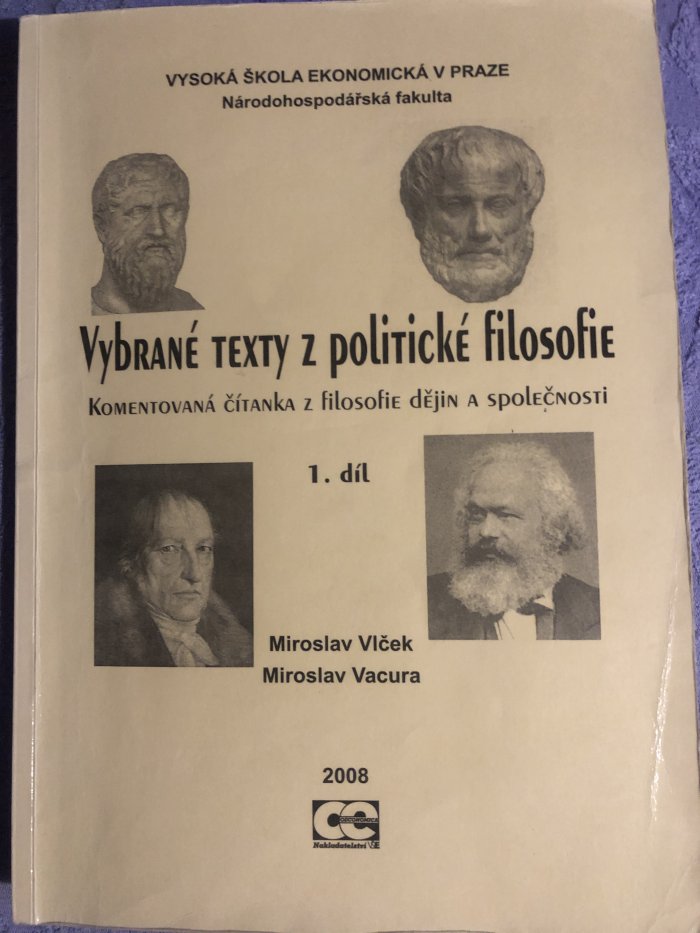 VYSOKÁ ŠKOLA EKONOMICKÁ V PRAZE
Národohospodářská fakulta
Vybrané texty z politické filosofie
Komentovaná čítanka z filosofie dějin a společnosti
1. díl
Miroslav Vlček
Miroslav Vacura
2008
OECONOMICA
Nakladatelství VŠE